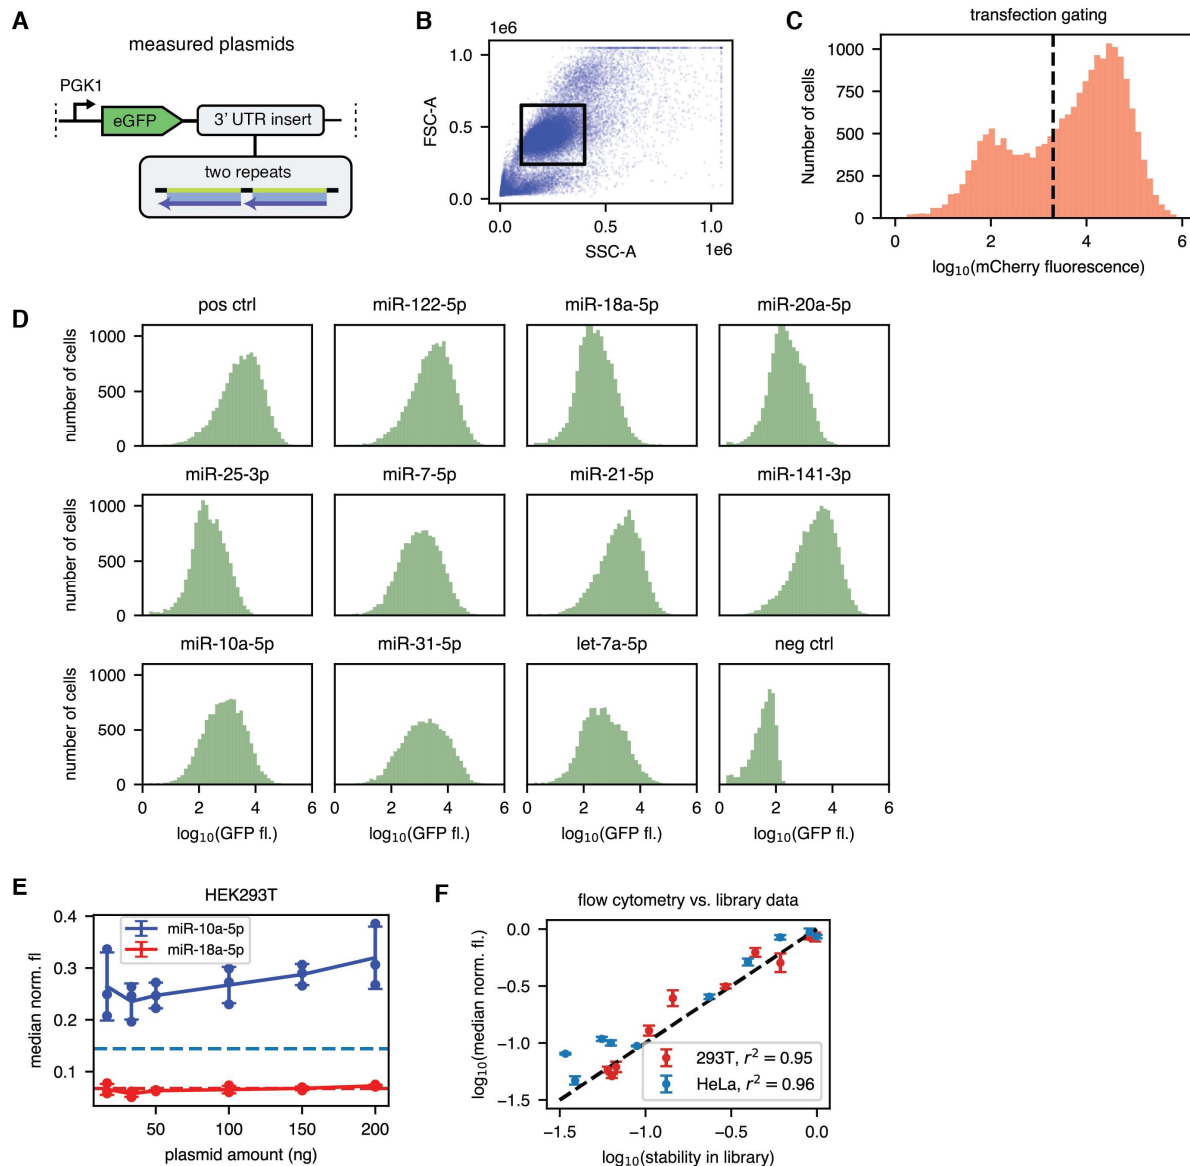 A
measured plasmids
PGK1
eGFP
3' UTR insert
two repeats
B
1e6
1.0
0.5
0.0
FSC-A
0.0
0.5
1.0
SSC-A
1e6
C
transfection gating
1000
750
500
250
0
Number of cells
0
2
4
6
log10(mCherry fluorescence)
D
pos ctrl
miR-122-5p
miR-18a-5p
miR-20a-5p
1000
500
0
number of cells
miR-25-3p
miR-7-5p
miR-21-5p
miR-141-3p
1000
500
0
number of cells
miR-10a-5p
miR-31-5p
let-7a-5p
neg ctrl
1000
500
0
number of cells
0 2 4 6
0 2 4 6
0 2 4 6
0 2 4 6
log10(GFP fl.)
log10(GFP fl.)
log10(GFP fl.)
log10(GFP fl.)
E
HEK293T
0.4
0.3
0.2
0.1
median norm. fl
miR-10a-5p
miR-18a-5p
50
100
150
200
plasmid amount (ng)
F
flow cytometry vs. library data
0.0
−0.5
−1.0
−1.5
log10(median norm. fl.)
293T, r² = 0.95
HeLa, r² = 0.96
−1.5
−1.0
−0.5
0.0
log10(stability in library)